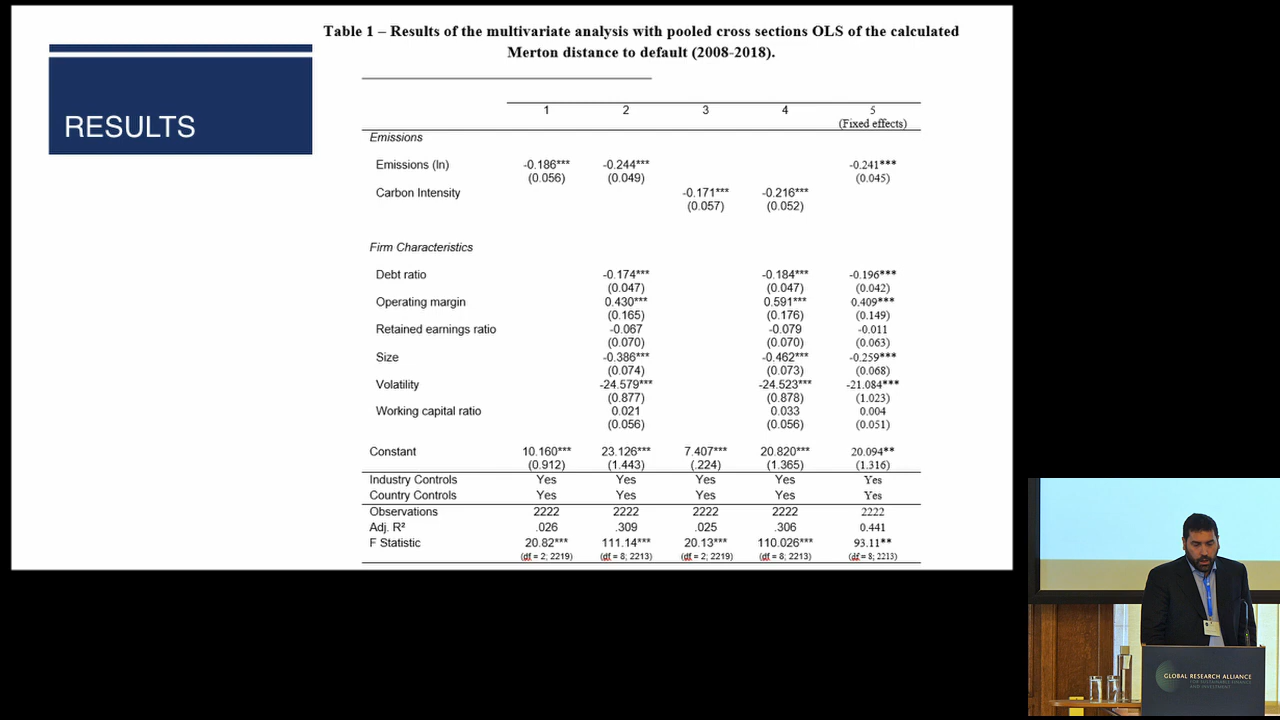 RESULTS
Table 1 – Results of the multivariate analysis with pooled cross sections OLS of the calculated
Merton distance to default (2008-2018).
1 2 3 4 5
(Fixed effects)
Emissions
Emissions (ln) -0.186*** -0.244*** -0.241***
(0.056) (0.049) (0.045)
Carbon Intensity -0.171*** -0.216***
(0.057) (0.052)
Firm Characteristics
Debt ratio -0.174*** -0.184*** -0.196***
(0.047) (0.047) (0.042)
Operating margin 0.430*** 0.591*** 0.409***
(0.165) (0.176) (0.149)
Retained earnings ratio -0.067 -0.079 -0.011
(0.070) (0.070) (0.063)
Size -0.386*** -0.462*** -0.259***
(0.074) (0.073) (0.068)
Volatility -24.579*** -24.523*** -21.084***
(0.877) (0.878) (1.023)
Working capital ratio 0.021 0.033 0.004
(0.056) (0.056) (0.051)
Constant 10.160*** 23.126*** 7.407*** 20.820*** 20.094**
(0.912) (1.443) (.224) (1.365) (1.316)
Industry Controls Yes Yes Yes Yes Yes
Country Controls Yes Yes Yes Yes Yes
Observations 2222 2222 2222 2222 2222
Adj. R² .026 .309 .025 .306 0.441
F Statistic 20.82*** 111.14*** 20.13*** 110.026*** 93.11**
(df = 2; 2219) (df = 8; 2213) (df = 2; 2219) (df = 8; 2213) (df = 8; 2213)
GLOBAL RESEARCH ALLIANCE
FOR SUSTAINABLE FINANCE
AND INVESTMENT